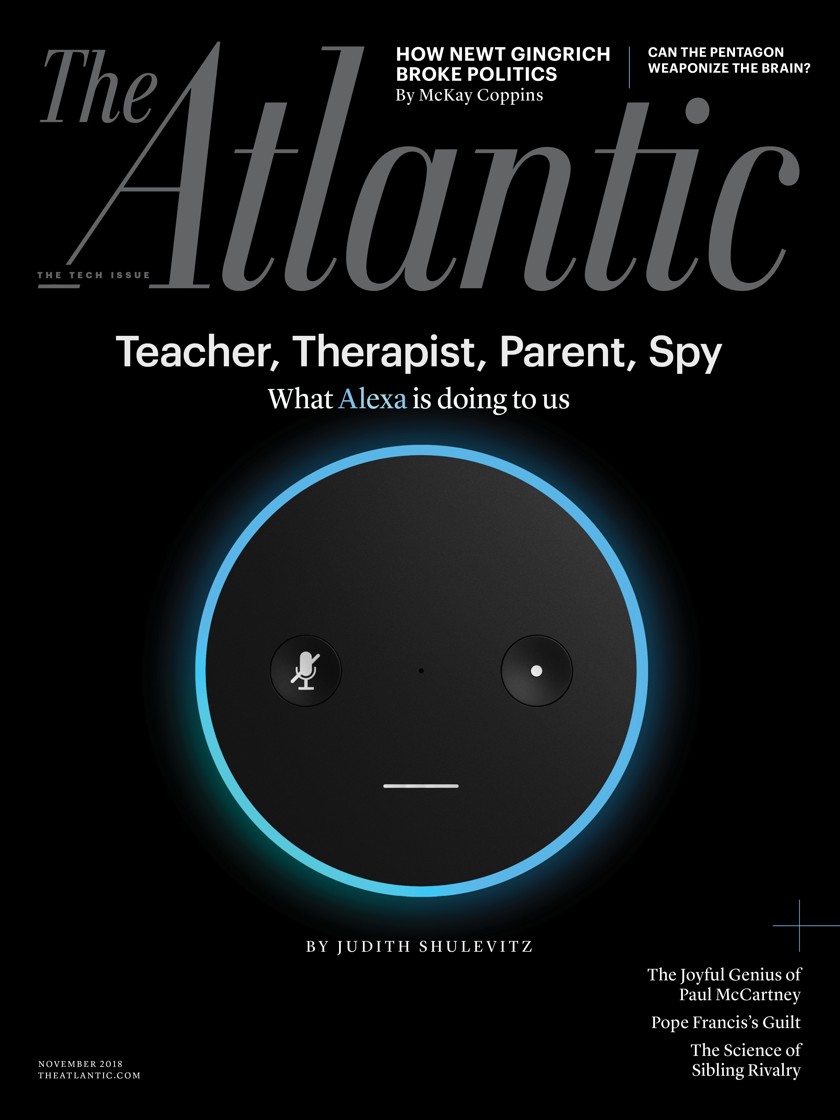 The Atlantic
HOW NEWT GINGRICH
BROKE POLITICS
By McKay Coppins
CAN THE PENTAGON
WEAPONIZE THE BRAIN?
THE TECH ISSUE
Teacher, Therapist, Parent, Spy
What Alexa is doing to us
BY JUDITH SHULEVITZ
The Joyful Genius of
Paul McCartney
Pope Francis’s Guilt
The Science of
Sibling Rivalry
NOVEMBER 2018
THEATLANTIC.COM